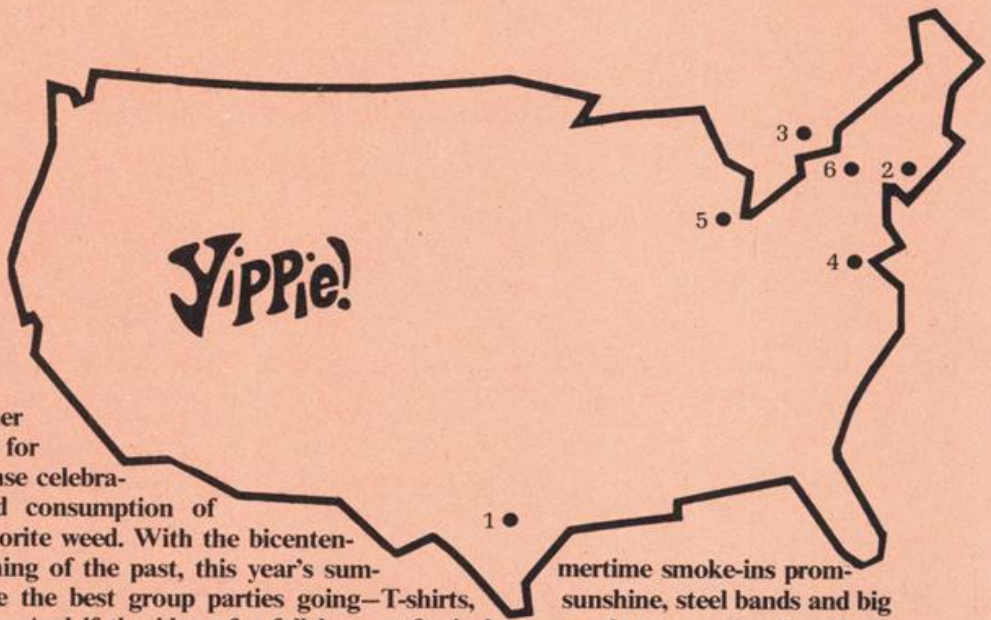 3
6 2
5
Yippie!
4
er
for
nse celebra-
d consumption of
orite weed. With the bicenten-
ning of the past, this year's sum-
mertime smoke-ins prom-
e the best group parties going—T-shirts,
sunshine, steel bands and big
1